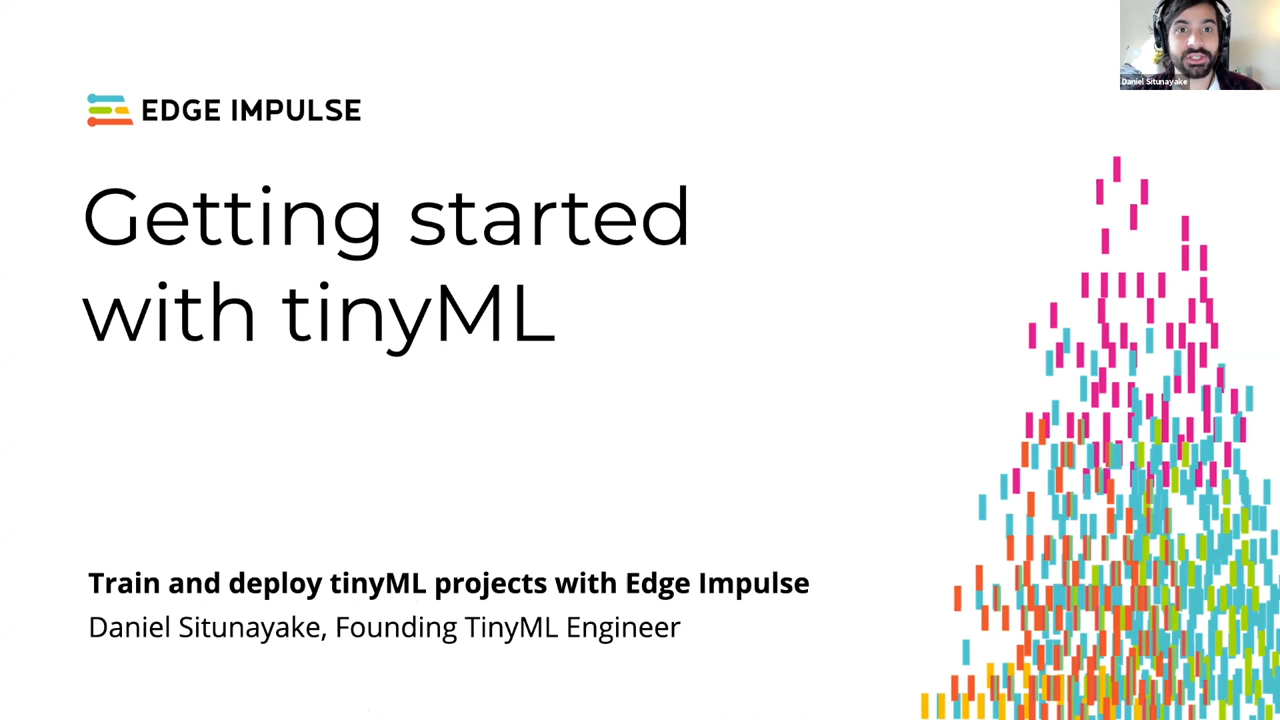 Daniel Situnayake
EDGE IMPULSE
Getting started
with tinyML
Train and deploy tinyML projects with Edge Impulse
Daniel Situnayake, Founding TinyML Engineer